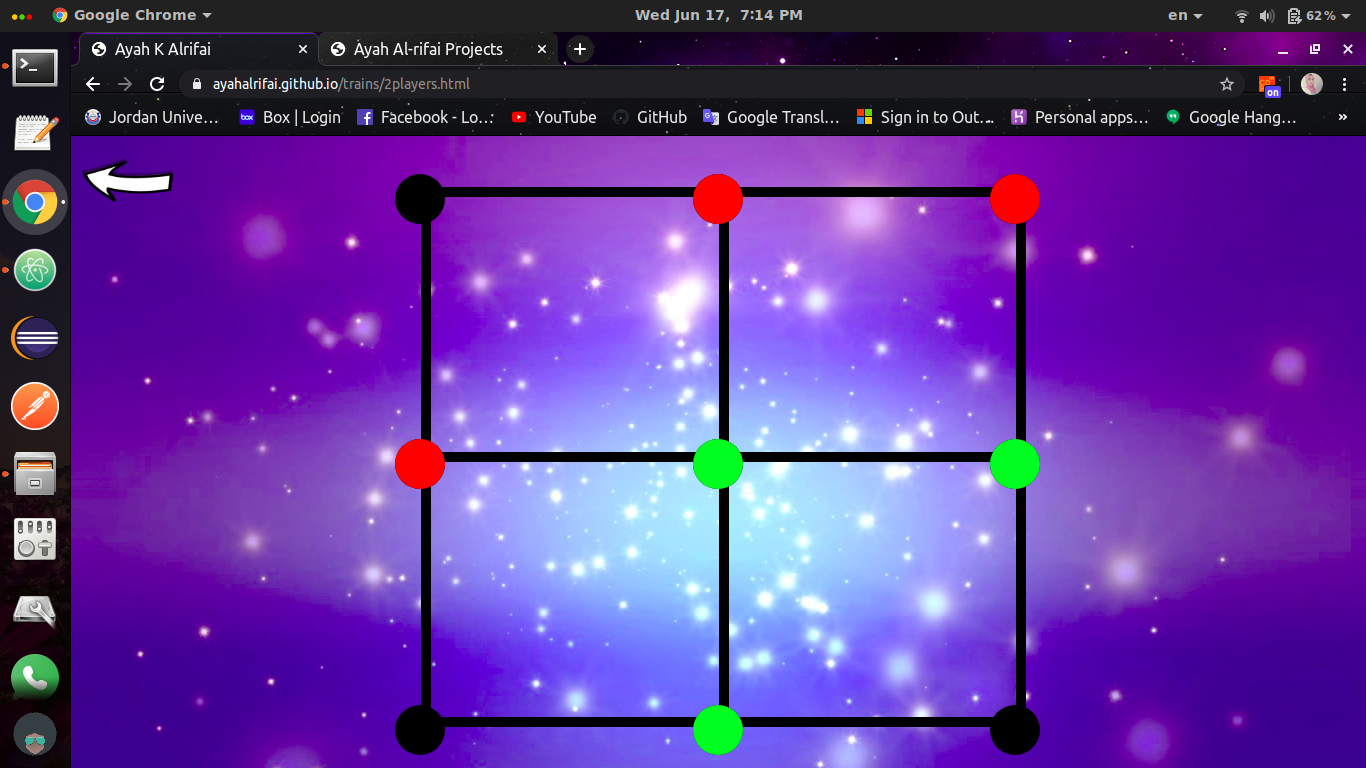 Google Chrome Wed Jun 17, 7:14 PM en 62%
Ayah K Alrifai Ayah Al-rifai Projects
ayahalrifai.github.io/trains/2players.html
on
Jordan Unive... box Box | Login Facebook - Lo... YouTube GitHub Google Transl... Sign in to Out... Personal apps... Google Hang... »